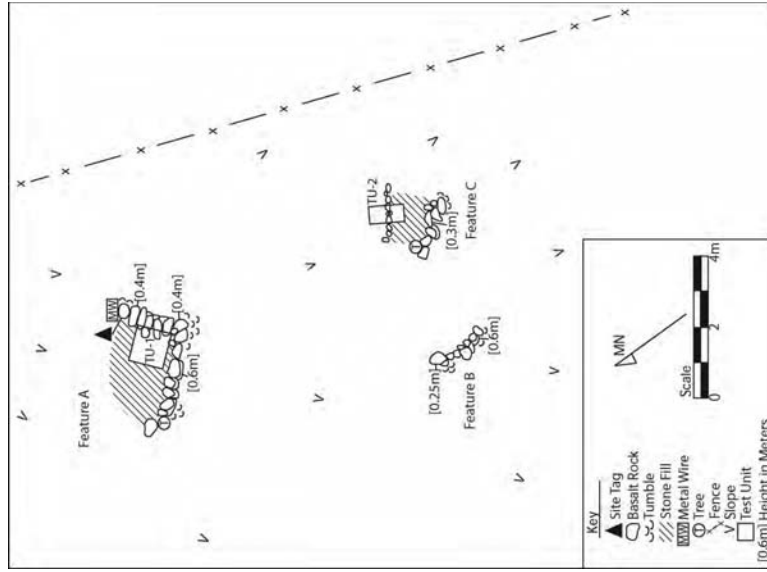 Feature A
MW
[0.4m]
[0.4m]
TU-1
[0.6m]
TU-2
[0.3m]
Feature C
[0.25m]
[0.6m]
Feature B
Key
Site Tag
Basalt Rock
Tumble
Stone Fill
MW Metal Wire
T Tree
x Fence
V Slope
Test Unit
[0.6m] Height in Meters
MN
Scale
0 2 4m